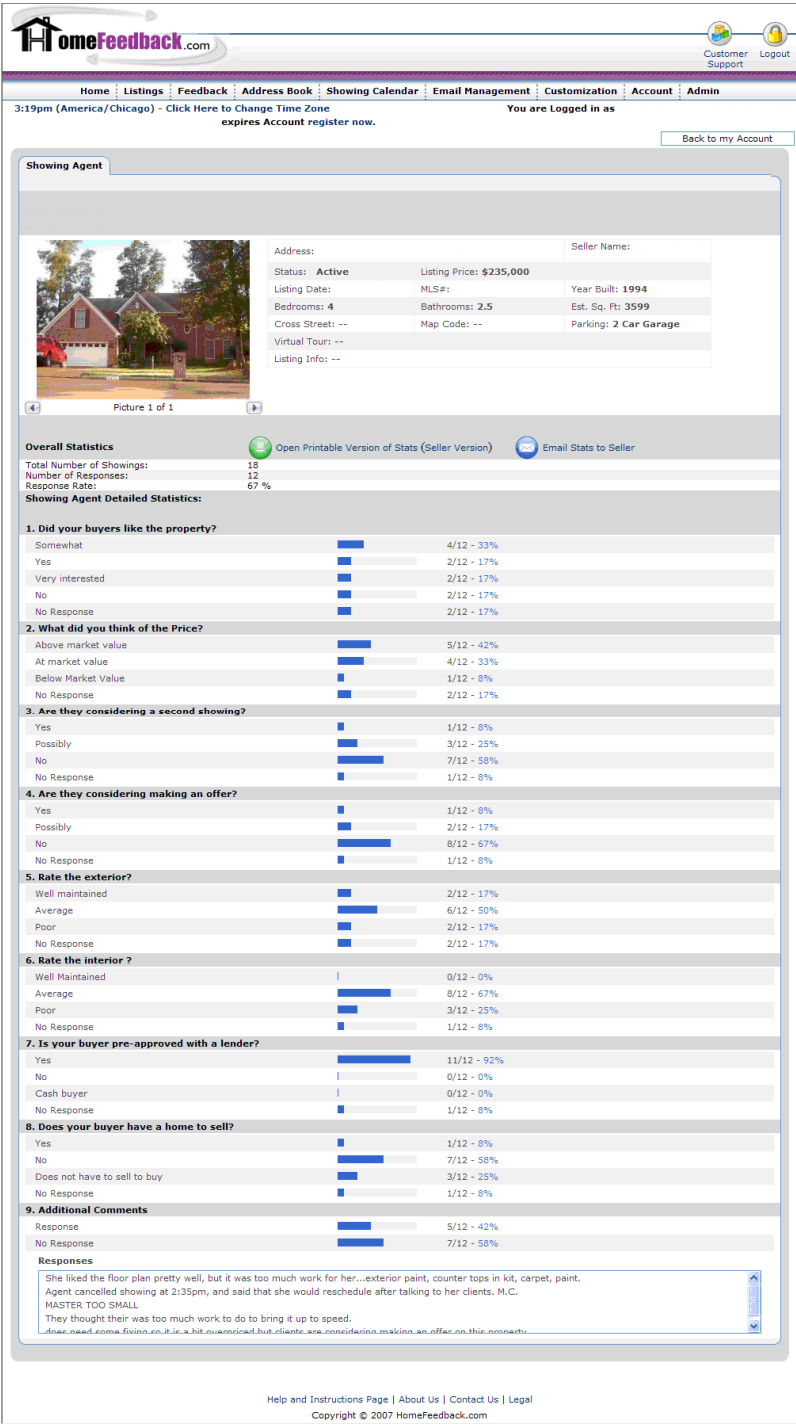 HomeFeedback.com
Customer Support
Logout
Home Listings Feedback Address Book Showing Calendar Email Management Customization Account Admin
3:19pm (America/Chicago) - Click Here to Change Time Zone You are Logged in as
expires Account register now.
Back to my Account
Showing Agent
Address: Seller Name:
Status: Active Listing Price: $235,000
Listing Date: MLS#: Year Built: 1994
Bedrooms: 4 Bathrooms: 2.5 Est. Sq. Ft: 3599
Cross Street: -- Map Code: -- Parking: 2 Car Garage
Virtual Tour: --
Listing Info: --
Picture 1 of 1
Overall Statistics Open Printable Version of Stats (Seller Version) Email Stats to Seller
Total Number of Showings: 18
Number of Responses: 12
Response Rate: 67 %
Showing Agent Detailed Statistics:
1. Did your buyers like the property?
Somewhat 4/12 - 33%
Yes 2/12 - 17%
Very interested 2/12 - 17%
No 2/12 - 17%
No Response 2/12 - 17%
2. What did you think of the Price?
Above market value 5/12 - 42%
At market value 4/12 - 33%
Below Market Value 1/12 - 8%
No Response 2/12 - 17%
3. Are they considering a second showing?
Yes 1/12 - 8%
Possibly 3/12 - 25%
No 7/12 - 58%
No Response 1/12 - 8%
4. Are they considering making an offer?
Yes 1/12 - 8%
Possibly 2/12 - 17%
No 8/12 - 67%
No Response 1/12 - 8%
5. Rate the exterior?
Well maintained 2/12 - 17%
Average 6/12 - 50%
Poor 2/12 - 17%
No Response 2/12 - 17%
6. Rate the interior ?
Well Maintained 0/12 - 0%
Average 8/12 - 67%
Poor 3/12 - 25%
No Response 1/12 - 8%
7. Is your buyer pre-approved with a lender?
Yes 11/12 - 92%
No 0/12 - 0%
Cash buyer 0/12 - 0%
No Response 1/12 - 8%
8. Does your buyer have a home to sell?
Yes 1/12 - 8%
No 7/12 - 58%
Does not have to sell to buy 3/12 - 25%
No Response 1/12 - 8%
9. Additional Comments
Response 5/12 - 42%
No Response 7/12 - 58%
Responses
She liked the floor plan pretty well, but it was too much work for her...exterior paint, counter tops in kit, carpet, paint.
Agent cancelled showing at 2:35pm, and said that she would reschedule after talking to her clients. M.C.
MASTER TOO SMALL
They thought their was too much work to do to bring it up to speed.
does need some fixing so it is a bit overpriced but clients are considering making an offer on this property
Help and Instructions Page | About Us | Contact Us | Legal
Copyright © 2007 HomeFeedback.com